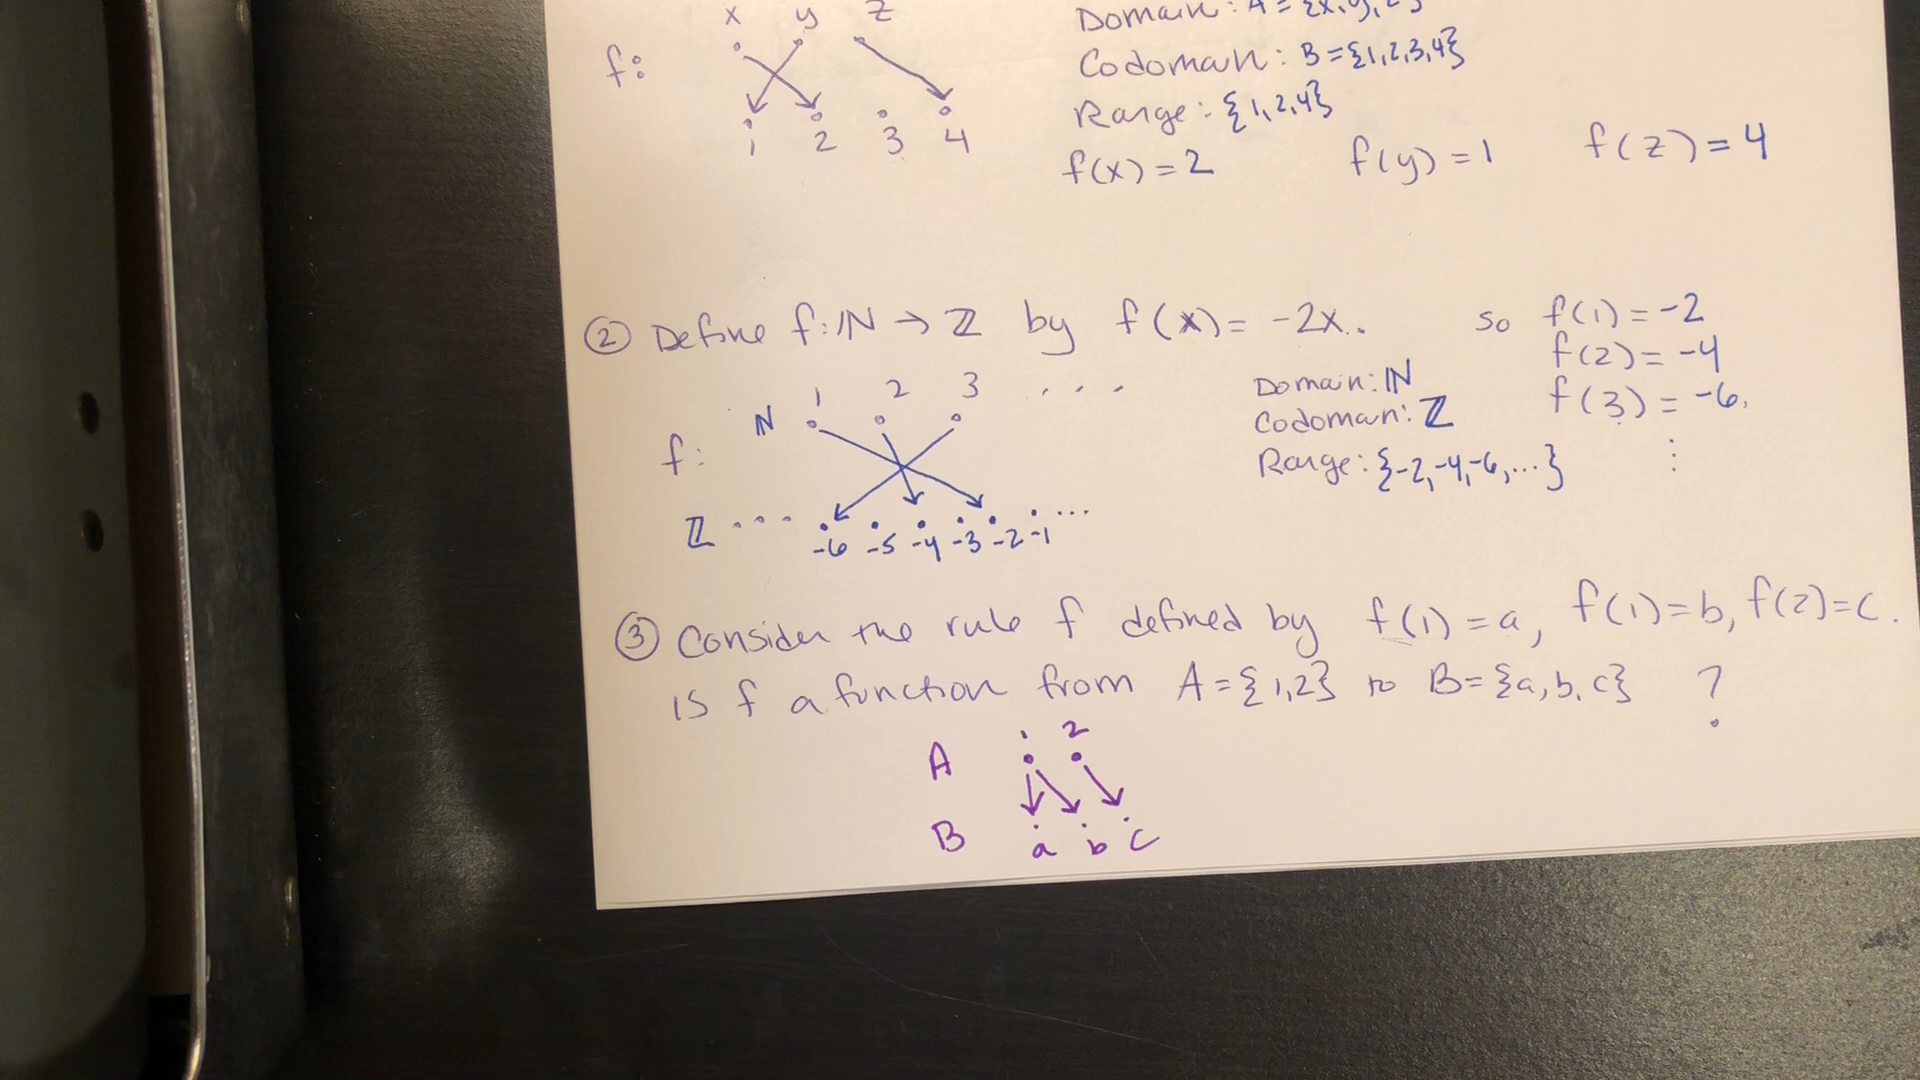 x y z
Domain: A = {x, y, z}
f:
Codoman: B = {1,2,3,4}
Range: {1,2,4}
1 2 3 4
f(x) = 2 f(y) = 1 f(z) = 4
② Define f: ℕ → ℤ by f(x) = -2x. so f(1) = -2
f(2) = -4
f(3) = -6,
⋮
ℕ 1 2 3 . . .
f:
ℤ . . . -6 -5 -4 -3 -2 -1 ...
Domain: ℕ
Codoman: ℤ
Range: {-2, -4, -6, ...}
③ Consider the rule f defined by f(1) = a, f(1) = b, f(2) = c.
Is f a function from A = {1,2} to B = {a, b, c} ?
A 1 2
B a b c